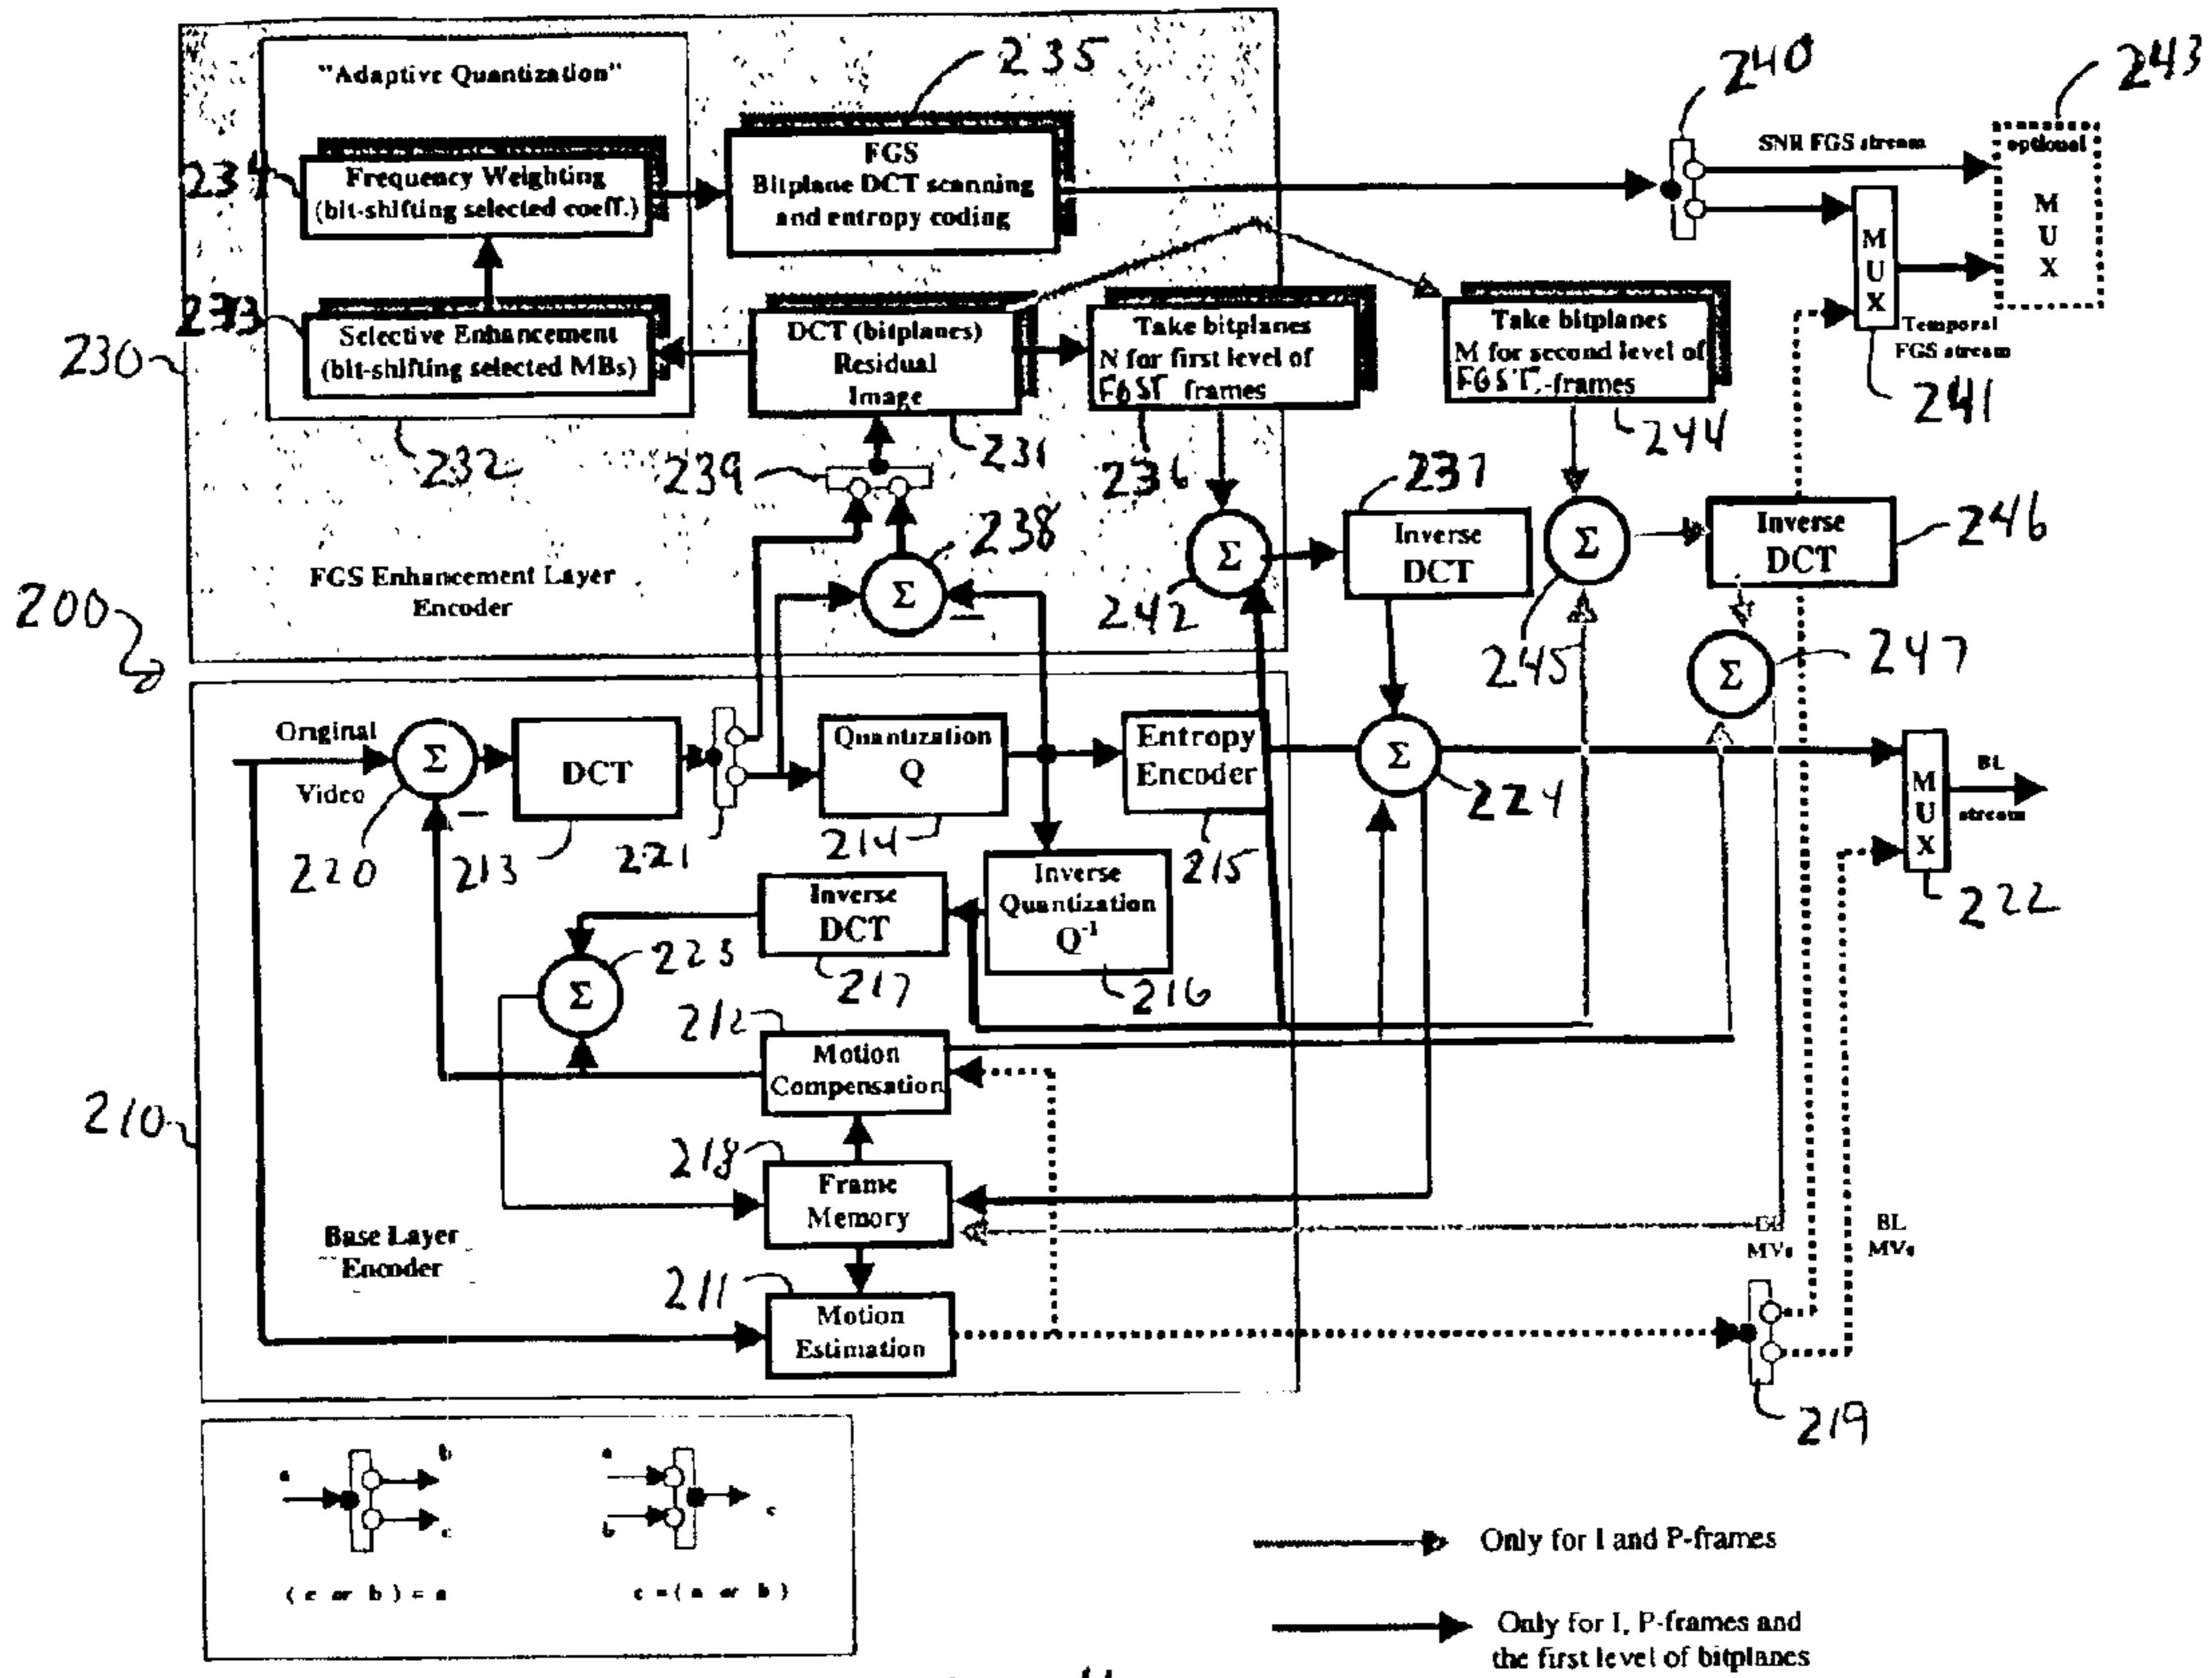 "Adaptive Quantization"
235
240
243
SNR FGS stream
optional
M
U
X
234
Frequency Weighting
(bit-shifting selected coeff.)
FGS
Bitplane DCT scanning
and entropy coding
M
U
X
Temporal
FGS stream
241
233
Selective Enhancement
(bit-shifting selected MBs)
DCT (bitplanes)
Residual
Image
Take bitplanes
N for first level of
FGST frames
Take bitplanes
M for second level of
FGST -frames
230
232
239
231
236
237
244
238
Σ
Σ
242
Inverse
DCT
Σ
245
Inverse
DCT
246
FGS Enhancement Layer
Encoder
200
Σ
247
Original
Video
Σ
220
DCT
213
221
Quantization
Q
214
Entropy
Encoder
215
Σ
224
M
U
X
BL
stream
222
Inverse
DCT
217
Inverse
Quantization
Q-1
216
223
Σ
212
Motion
Compensation
210
218
Frame
Memory
MVs
BL
MVs
Base Layer
Encoder
211
Motion
Estimation
219
a
b
c
(c or b) = a
a
b
c
c = (a or b)
Only for I and P-frames
Only for I, P-frames and
the first level of bitplanes